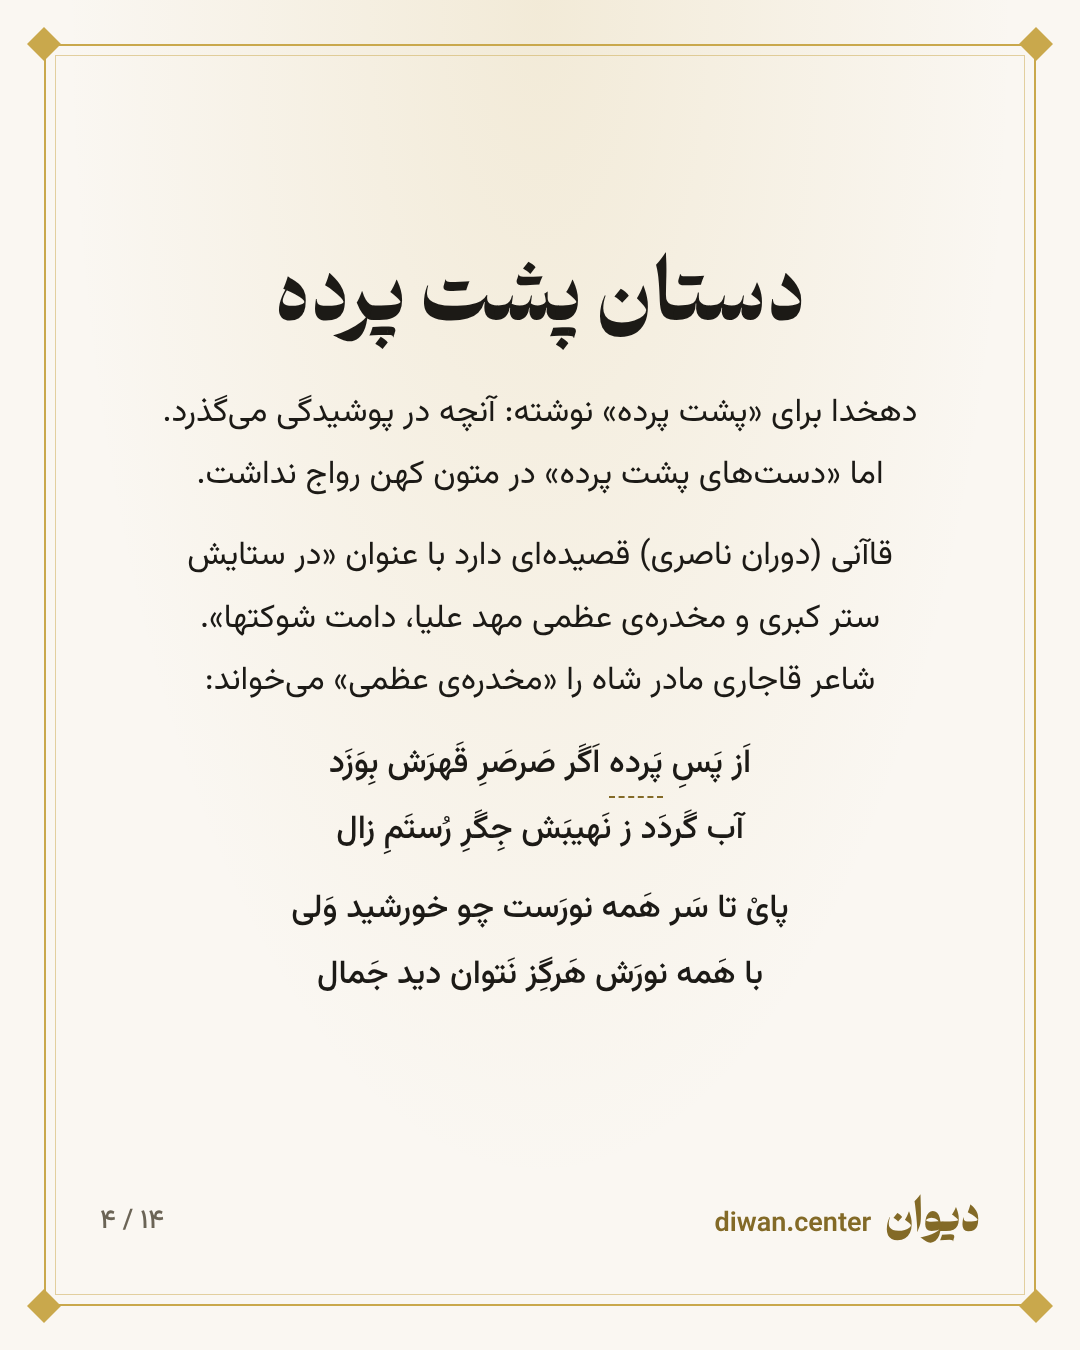 دستان پشت پرده
دهخدا برای «پشت پرده» نوشته: آنچه در پوشیدگی می‌گذرد.
اما «دست‌های پشت پرده» در متون کهن رواج نداشت.
قاآنی (دوران ناصری) قصیده‌ای دارد با عنوان «در ستایش
ستر کبری و مخدره‌ی عظمی مهد علیا، دامت شوکتها».
شاعر قاجاری مادر شاه را «مخدره‌ی عظمی» می‌خواند:
اَز پَسِ پَرده اَگَر صَرصَرِ قَهرَش بِوَزَد
آب گَردَد ز نَهیبَش جِگَرِ رُستَمِ زال
پایْ تا سَر هَمه نورَست چو خورشید وَلی
با هَمه نورَش هَرگِز نَتوان دید جَمال
دیوان diwan.center
۴ / ۱۴